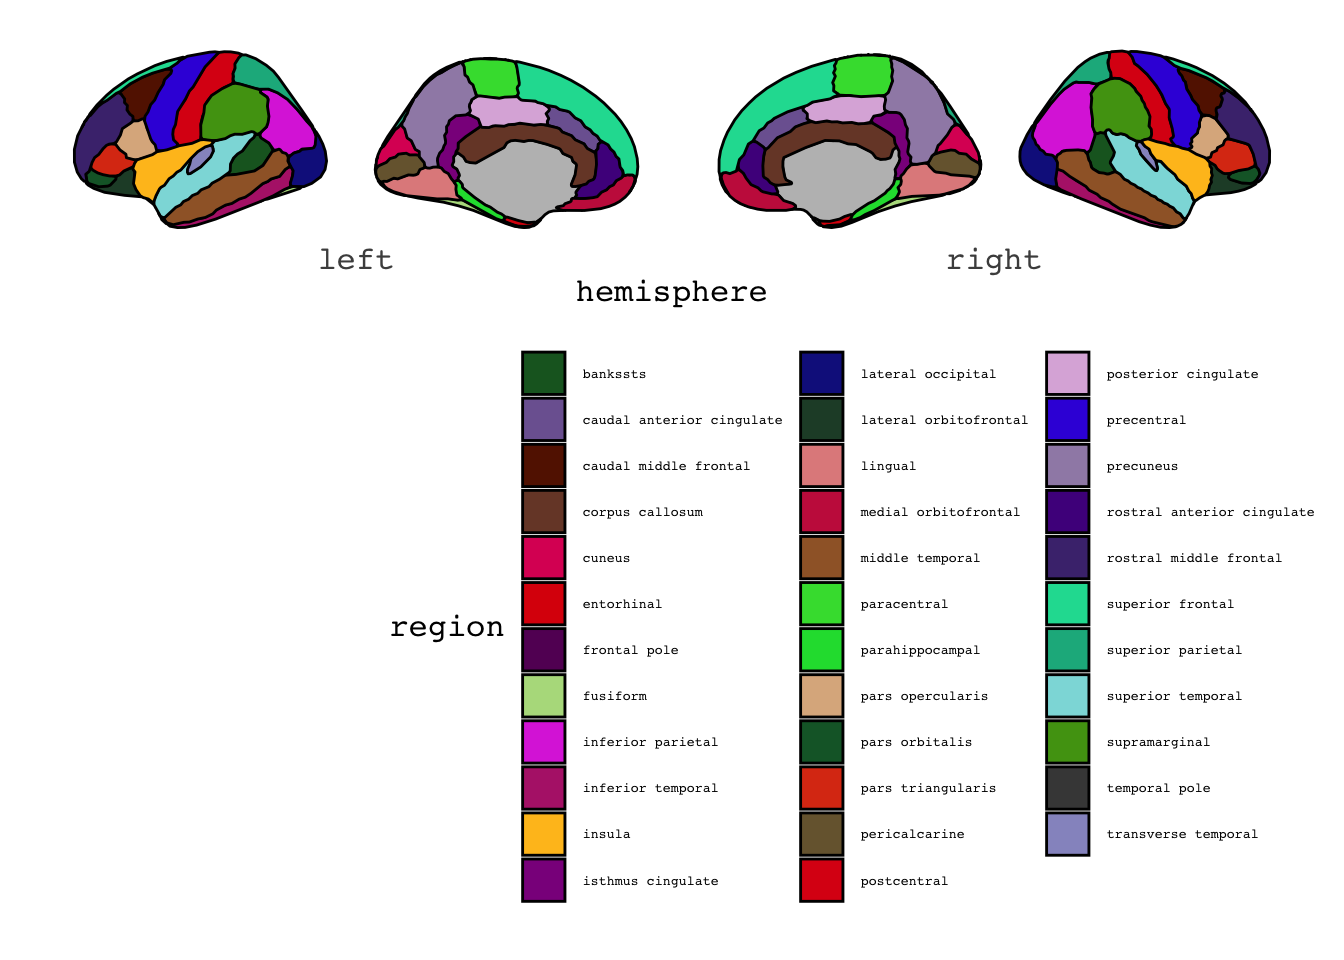 left
right
hemisphere
region
bankssts
caudal anterior cingulate
caudal middle frontal
corpus callosum
cuneus
entorhinal
frontal pole
fusiform
inferior parietal
inferior temporal
insula
isthmus cingulate
lateral occipital
lateral orbitofrontal
lingual
medial orbitofrontal
middle temporal
paracentral
parahippocampal
pars opercularis
pars orbitalis
pars triangularis
pericalcarine
postcentral
posterior cingulate
precentral
precuneus
rostral anterior cingulate
rostral middle frontal
superior frontal
superior parietal
superior temporal
supramarginal
temporal pole
transverse temporal